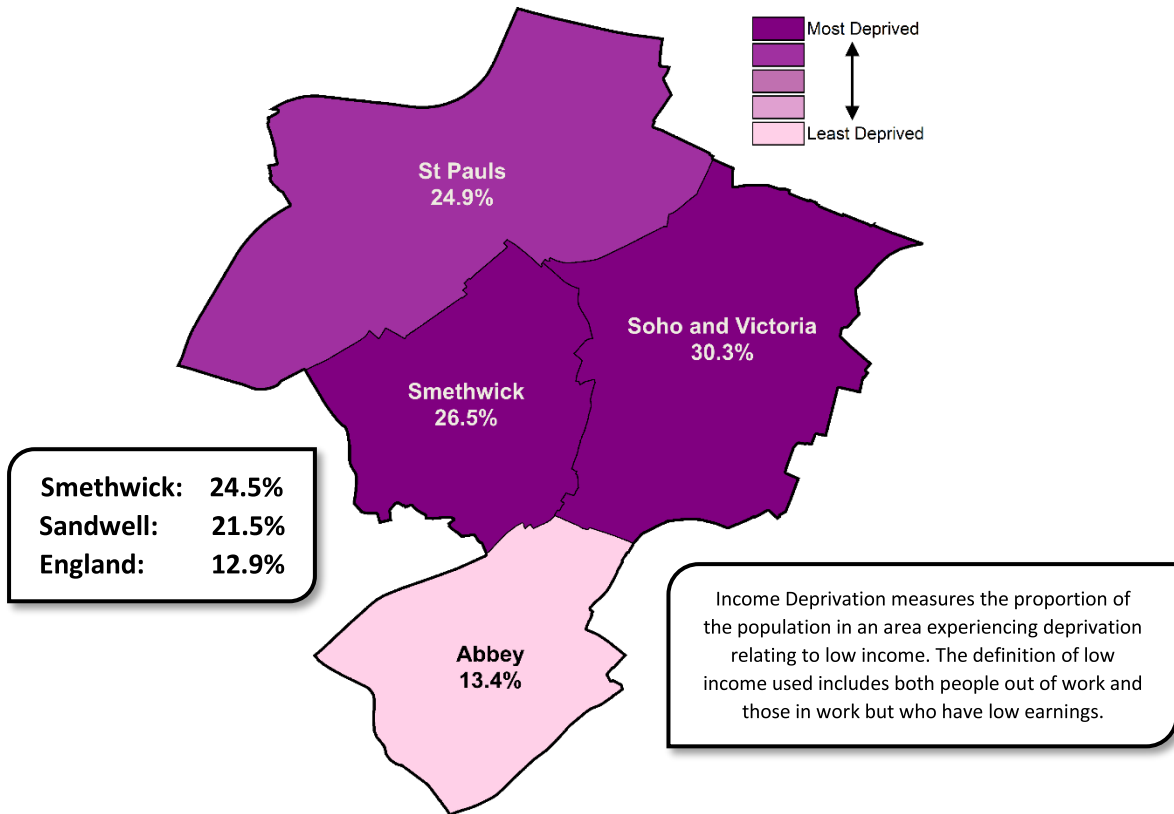 Most Deprived
Least Deprived
St Pauls
24.9%
Soho and Victoria
30.3%
Smethwick
26.5%
Smethwick: 24.5%
Sandwell: 21.5%
England: 12.9%
Abbey
13.4%
Income Deprivation measures the proportion of
the population in an area experiencing deprivation
relating to low income. The definition of low
income used includes both people out of work and
those in work but who have low earnings.